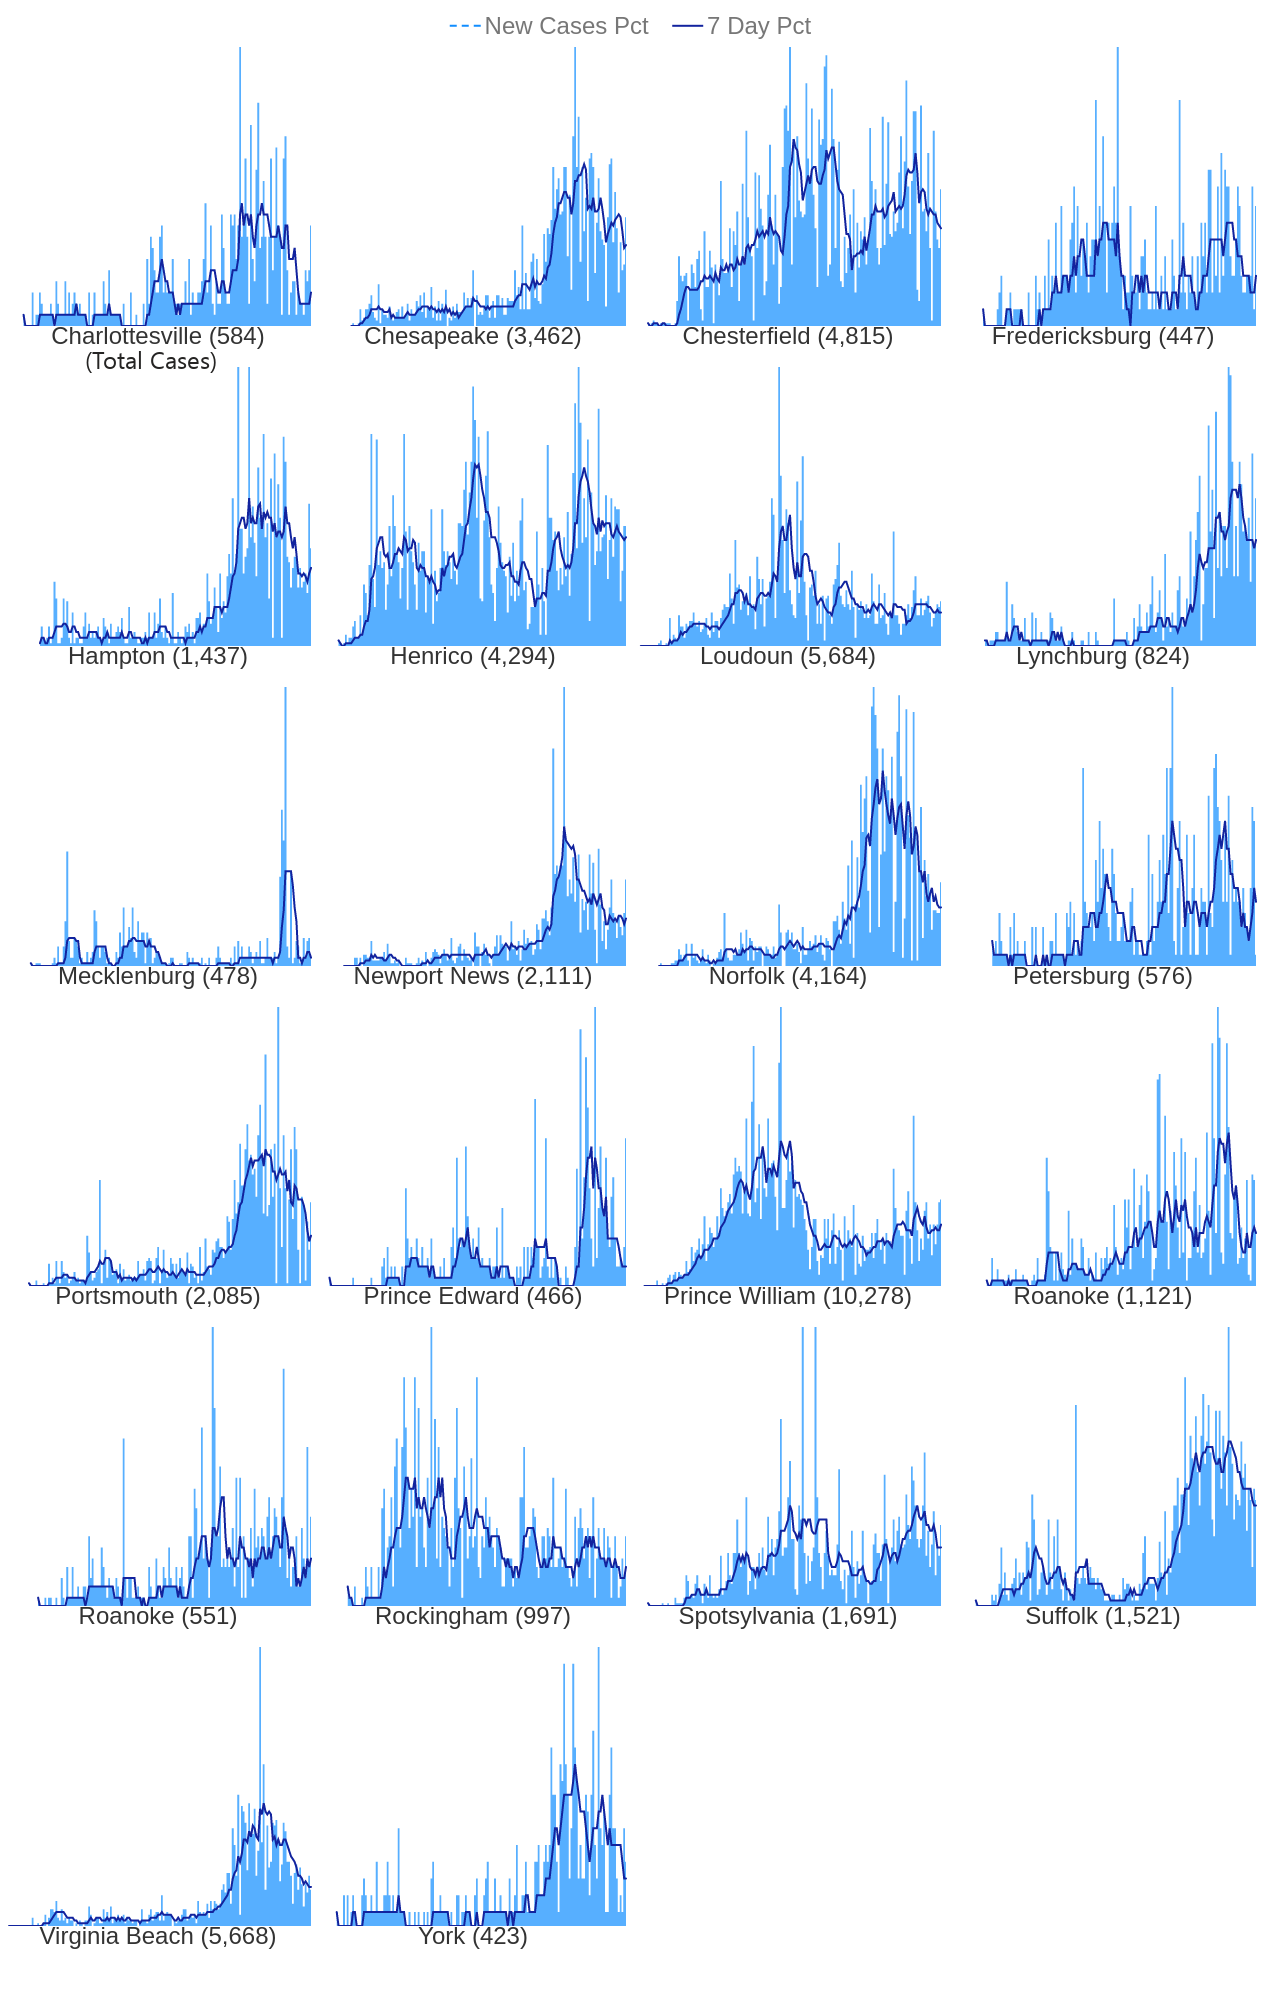 New Cases Pct 7 Day Pct
Charlottesville (584) Chesapeake (3,462) Chesterfield (4,815) Fredericksburg (447)
(Total Cases)
Hampton (1,437) Henrico (4,294) Loudoun (5,684) Lynchburg (824)
Mecklenburg (478) Newport News (2,111) Norfolk (4,164) Petersburg (576)
Portsmouth (2,085) Prince Edward (466) Prince William (10,278) Roanoke (1,121)
Roanoke (551) Rockingham (997) Spotsylvania (1,691) Suffolk (1,521)
Virginia Beach (5,668) York (423)